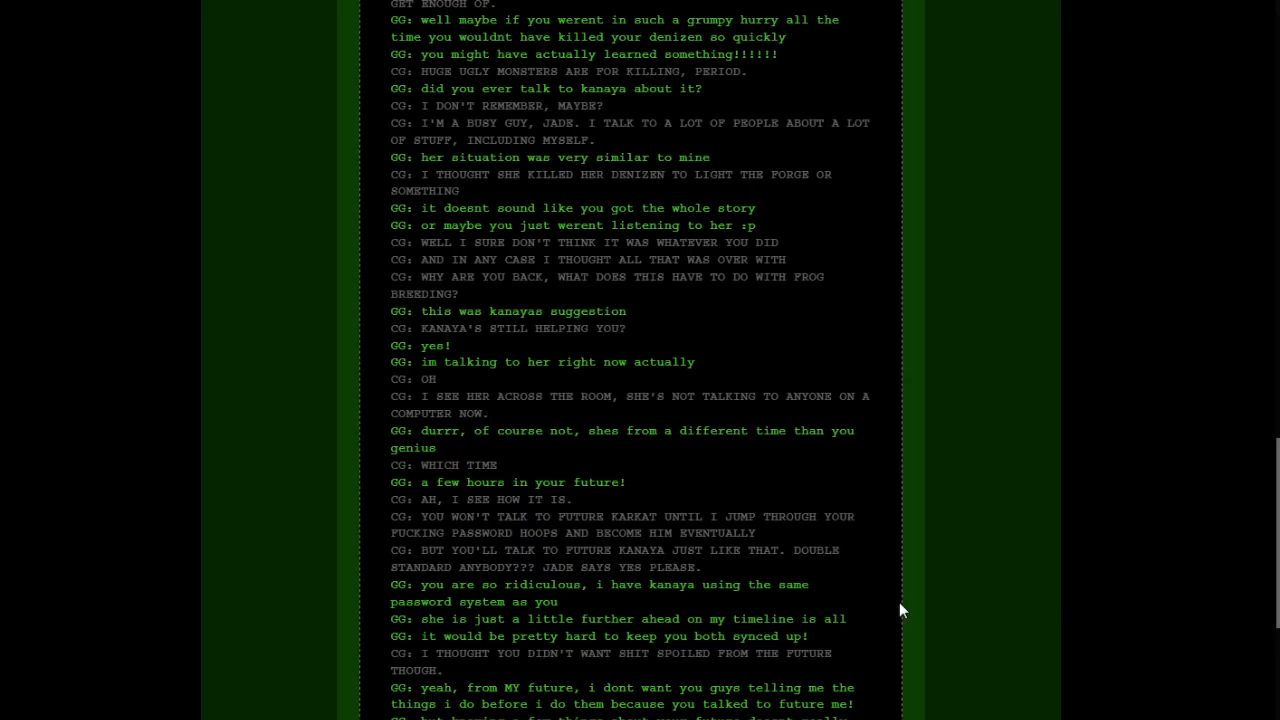 GET ENOUGH OF.
GG: well maybe if you werent in such a grumpy hurry all the
time you wouldnt have killed your denizen so quickly
GG: you might have actually learned something!!!!!!
CG: HUGE UGLY MONSTERS ARE FOR KILLING, PERIOD.
GG: did you ever talk to kanaya about it?
CG: I DON'T REMEMBER, MAYBE?
CG: I'M A BUSY GUY, JADE. I TALK TO A LOT OF PEOPLE ABOUT A LOT
OF STUFF, INCLUDING MYSELF.
GG: her situation was very similar to mine
CG: I THOUGHT SHE KILLED HER DENIZEN TO LIGHT THE FORGE OR
SOMETHING
GG: it doesnt sound like you got the whole story
GG: or maybe you just werent listening to her :p
CG: WELL I SURE DON'T THINK IT WAS WHATEVER YOU DID
CG: AND IN ANY CASE I THOUGHT ALL THAT WAS OVER WITH
CG: WHY ARE YOU BACK, WHAT DOES THIS HAVE TO DO WITH FROG
BREEDING?
GG: this was kanayas suggestion
CG: KANAYA'S STILL HELPING YOU?
GG: yes!
GG: im talking to her right now actually
CG: OH
CG: I SEE HER ACROSS THE ROOM, SHE'S NOT TALKING TO ANYONE ON A
COMPUTER NOW.
GG: durrr, of course not, shes from a different time than you
genius
CG: WHICH TIME
GG: a few hours in your future!
CG: AH, I SEE HOW IT IS.
CG: YOU WON'T TALK TO FUTURE KARKAT UNTIL I JUMP THROUGH YOUR
FUCKING PASSWORD HOOPS AND BECOME HIM EVENTUALLY
CG: BUT YOU'LL TALK TO FUTURE KANAYA JUST LIKE THAT. DOUBLE
STANDARD ANYBODY??? JADE SAYS YES PLEASE.
GG: you are so ridiculous, i have kanaya using the same
password system as you
GG: she is just a little further ahead on my timeline is all
GG: it would be pretty hard to keep you both synced up!
CG: I THOUGHT YOU DIDN'T WANT SHIT SPOILED FROM THE FUTURE
THOUGH.
GG: yeah, from MY future, i dont want you guys telling me the
things i do before i do them because you talked to future me!
GG: but knowing a few things about your future doesnt really